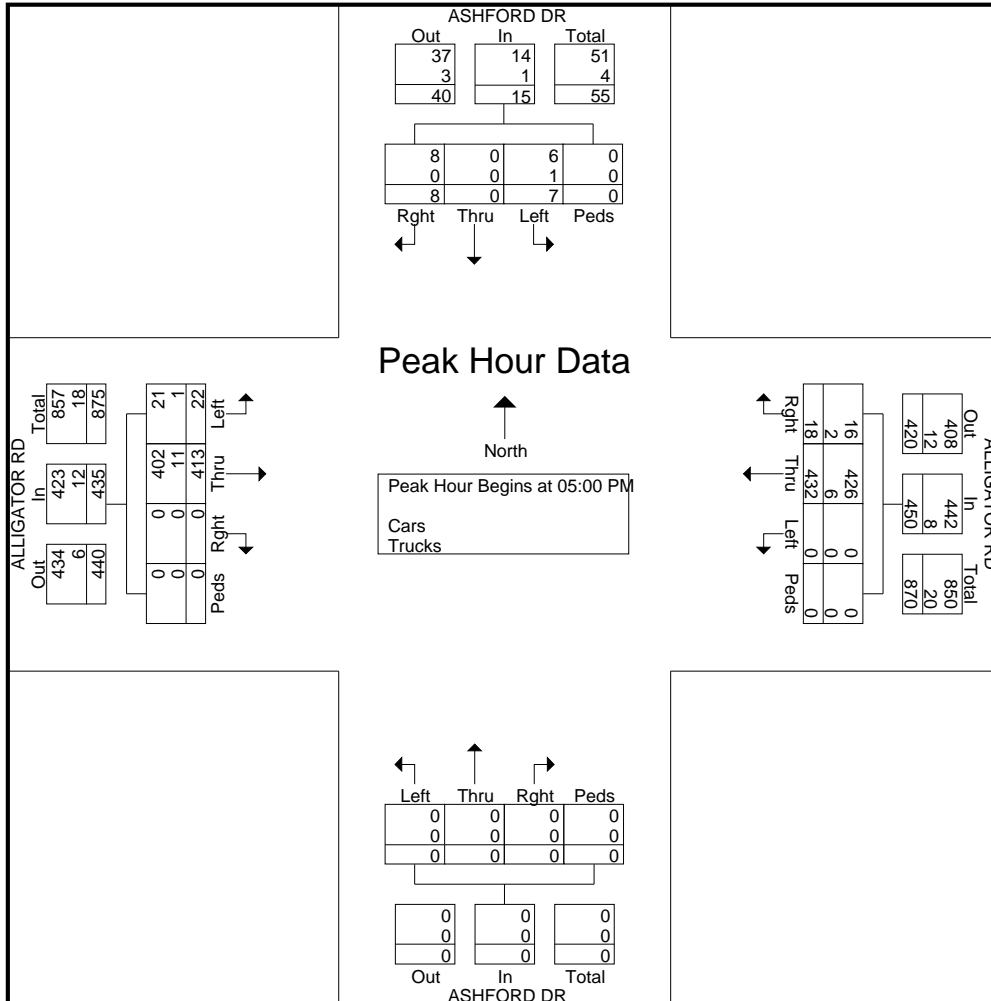 ASHFORD DR
Out In Total
37 14 51
3 1 4
40 15 55
8 0 6 0
0 0 1 0
8 0 7 0
Rght Thru Left Peds
Peak Hour Data
North
Peak Hour Begins at 05:00 PM
Cars
Trucks
ALLIGATOR RD
Total In Out
857 423 434
18 12 6
875 435 440
21 402 0 0
1 11 0 0
22 413 0 0
Left Thru Rght Peds
Rght Thru Left Peds
16 426 0 0
2 6 0 0
18 432 0 0
Out In Total
408 442 850
12 8 20
420 450 870
ALLIGATOR RD
Left Thru Rght Peds
0 0 0 0
0 0 0 0
0 0 0 0
0 0 0
0 0 0
0 0 0
Out In Total
ASHFORD DR